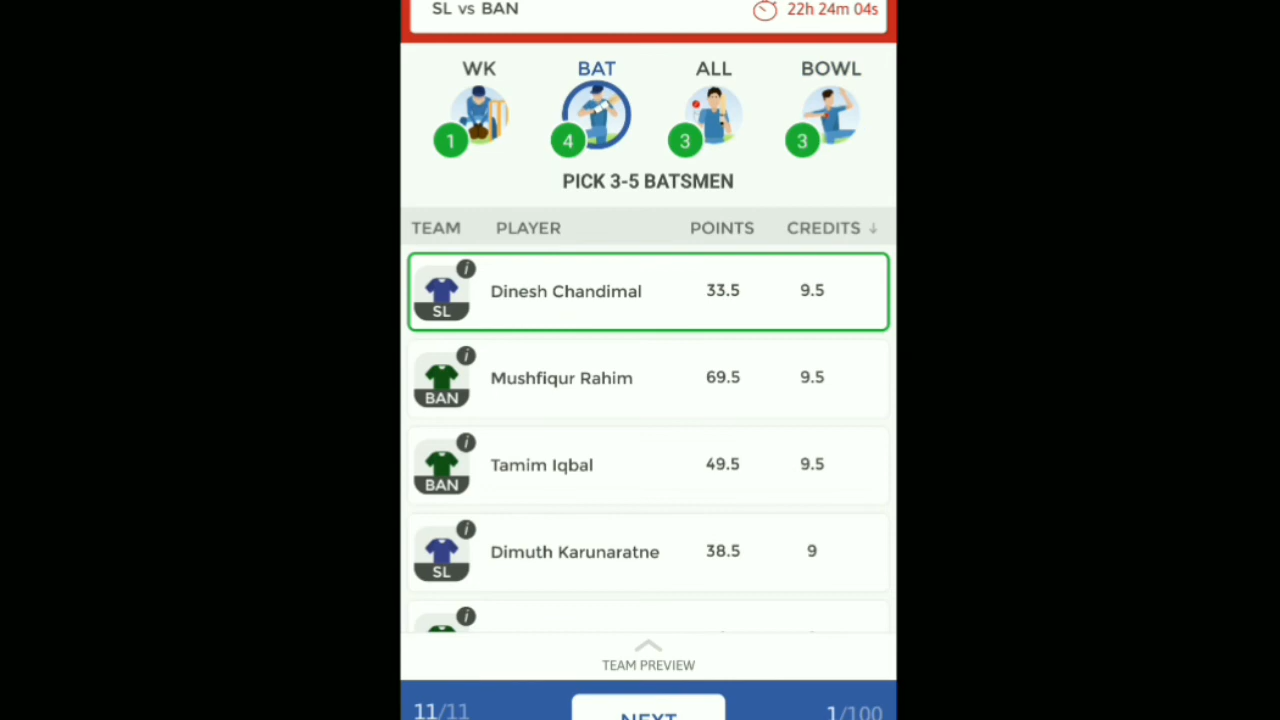 SL vs BAN 22h 24m 04s
WK BAT ALL BOWL
1 4 3 3
PICK 3-5 BATSMEN
TEAM PLAYER POINTS CREDITS ↓
i
Dinesh Chandimal 33.5 9.5
SL
i
Mushfiqur Rahim 69.5 9.5
BAN
i
Tamim Iqbal 49.5 9.5
BAN
i
Dimuth Karunaratne 38.5 9
SL
i
TEAM PREVIEW
11/11 NEXT 1/100